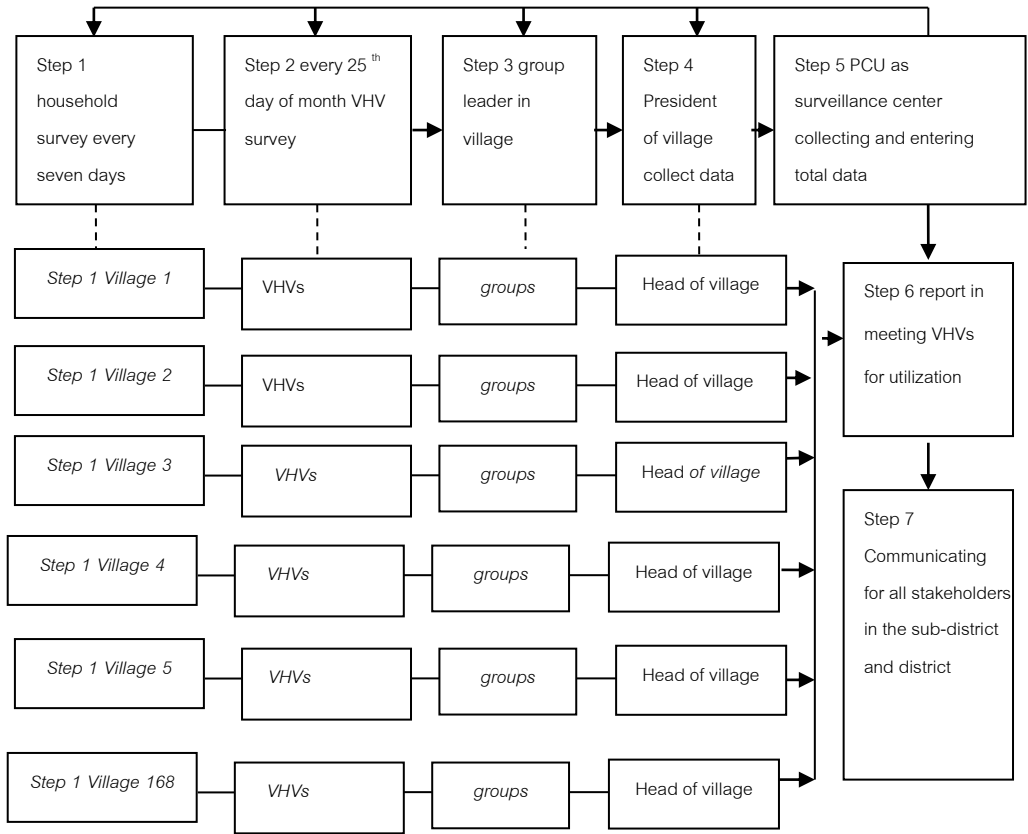 Step 1
household
survey every
seven days
Step 2 every 25 th
day of month VHV
survey
Step 3 group
leader in
village
Step 4
President
of village
collect data
Step 5 PCU as
surveillance center
collecting and entering
total data
Step 1 Village 1
VHVs
groups
Head of village
Step 1 Village 2
VHVs
groups
Head of village
Step 1 Village 3
VHVs
groups
Head of village
Step 1 Village 4
VHVs
groups
Head of village
Step 1 Village 5
VHVs
groups
Head of village
Step 1 Village 168
VHVs
groups
Head of village
Step 6 report in
meeting VHVs
for utilization
Step 7
Communicating
for all stakeholders
in the sub-district
and district